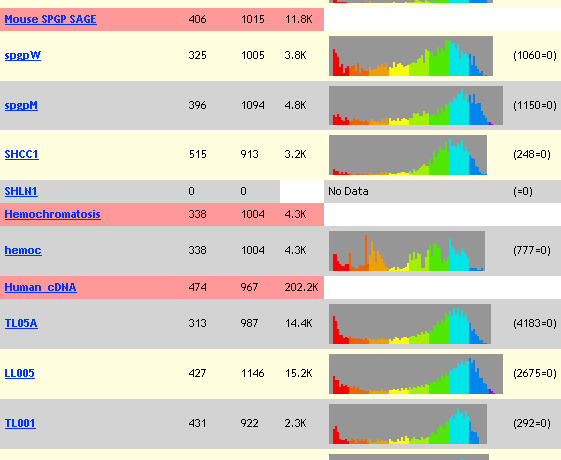 Mouse SPGP SAGE 406 1015 11.8K
spgpW 325 1005 3.8K (1060=0)
spgpM 396 1094 4.8K (1150=0)
SHCC1 515 913 3.2K (248=0)
SHLN1 0 0 No Data (=0)
Hemochromatosis 338 1004 4.3K
hemoc 338 1004 4.3K (777=0)
Human_cDNA 474 967 202.2K
TL05A 313 987 14.4K (4183=0)
LL005 427 1146 15.2K (2675=0)
TL001 431 922 2.3K (292=0)